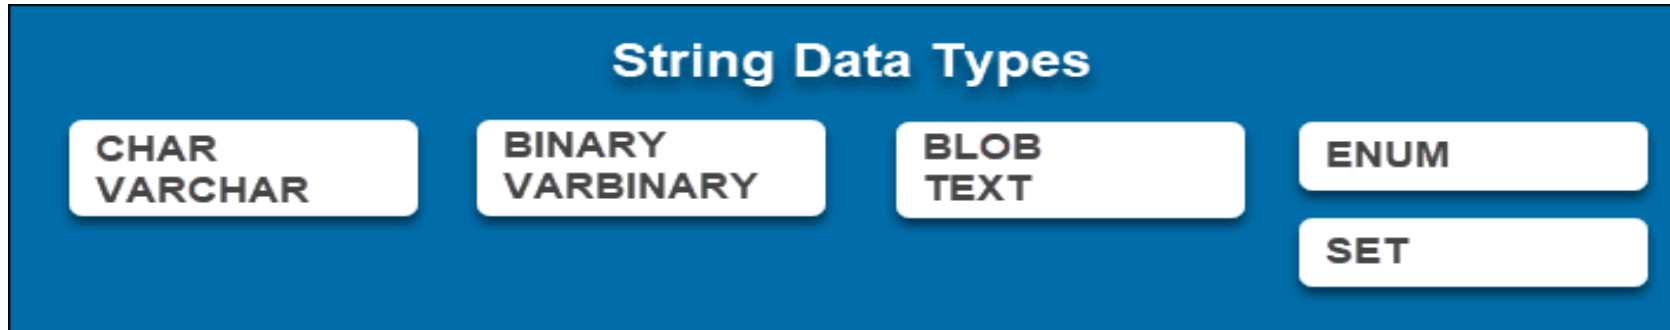 String Data Types
CHAR
VARCHAR
BINARY
VARBINARY
BLOB
TEXT
ENUM
SET